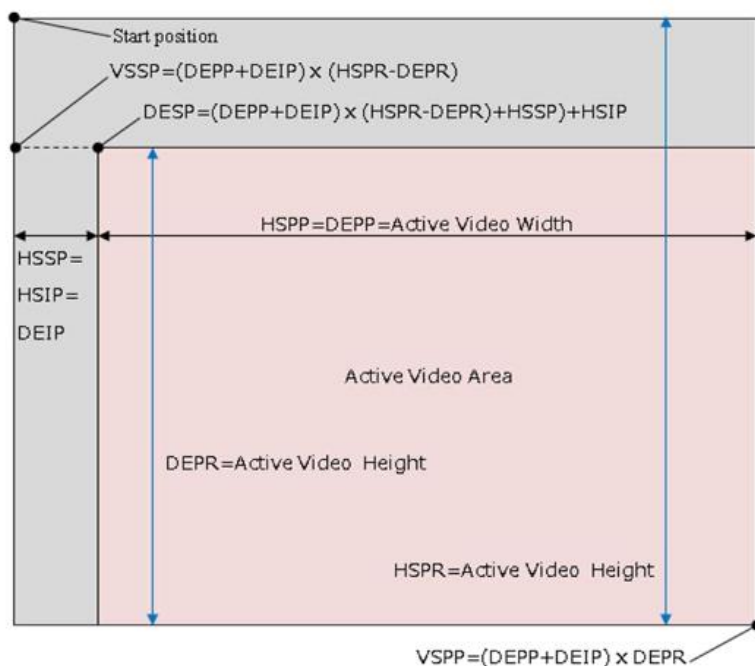 Start position
VSSP=(DEPP+DEIP) x (HSPR-DEPR)
DESP=(DEPP+DEIP) x (HSPR-DEPR)+HSSP)+HSIP
HSPP=DEPP=Active Video Width
HSSP=
HSIP=
DEIP
Active Video Area
DEPR=Active Video Height
HSPR=Active Video Height
VSPP=(DEPP+DEIP) x DEPR